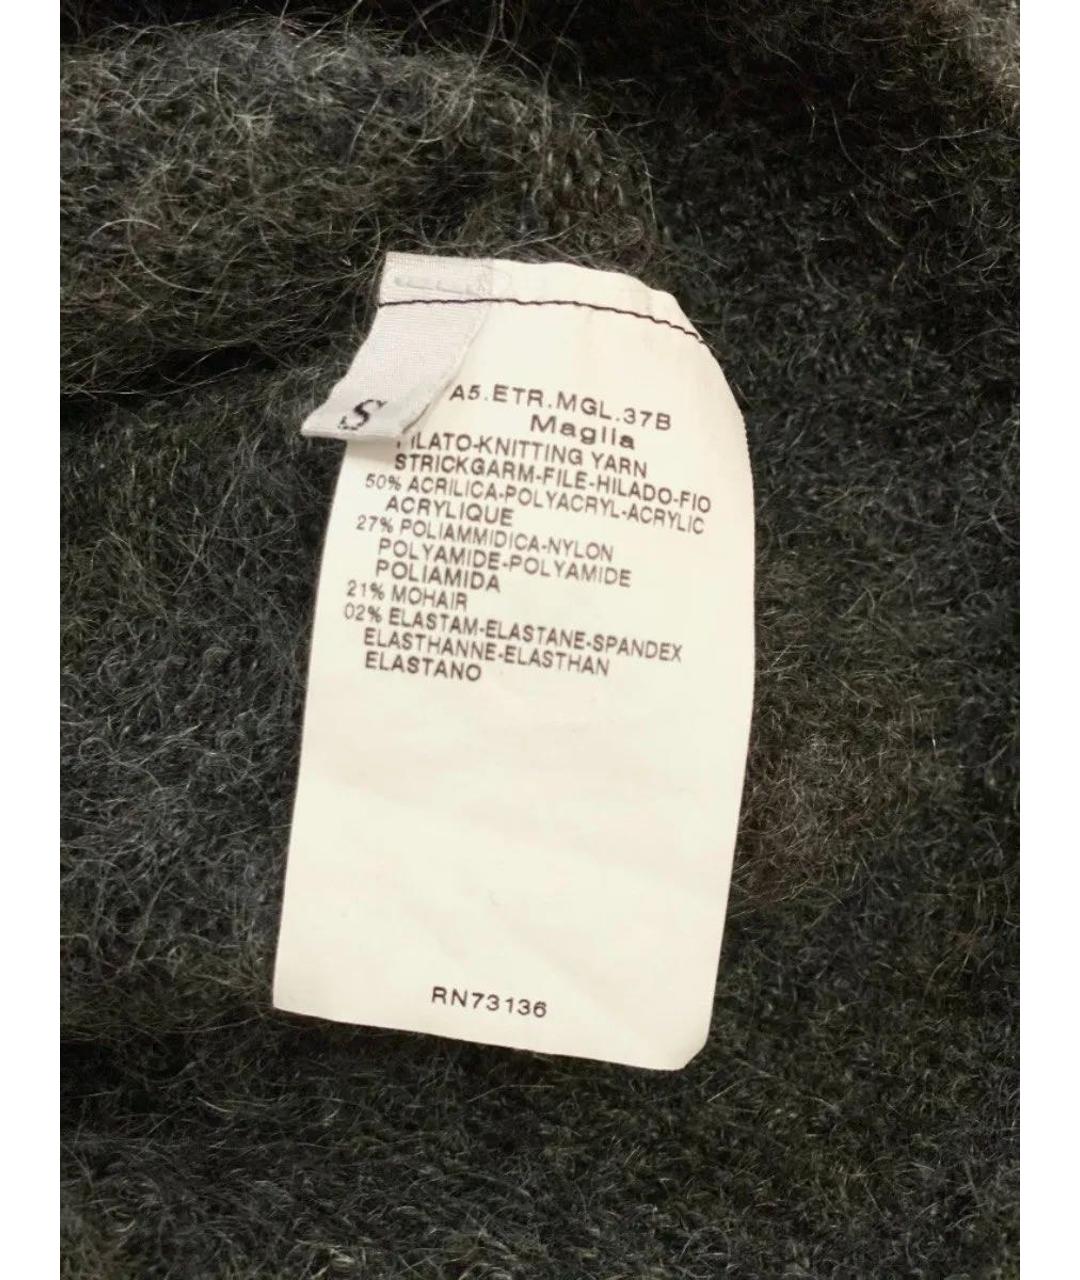 S
A5.ETR.MGL.37B
Maglia
FILATO-KNITTING YARN
STRICKGARM-FILE-HILADO-FIO
50% ACRILICA-POLYACRYL-ACRYLIC
ACRYLIQUE
27% POLIAMMIDICA-NYLON
POLYAMIDE-POLYAMIDE
POLIAMIDA
21% MOHAIR
02% ELASTAM-ELASTANE-SPANDEX
ELASTHANNE-ELASTHAN
ELASTANO
RN73136